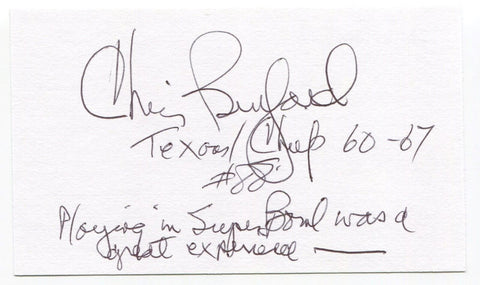 Chris Burford
Texans/Chiefs 60-67
#88
Playing in Super Bowl was a
great experience —